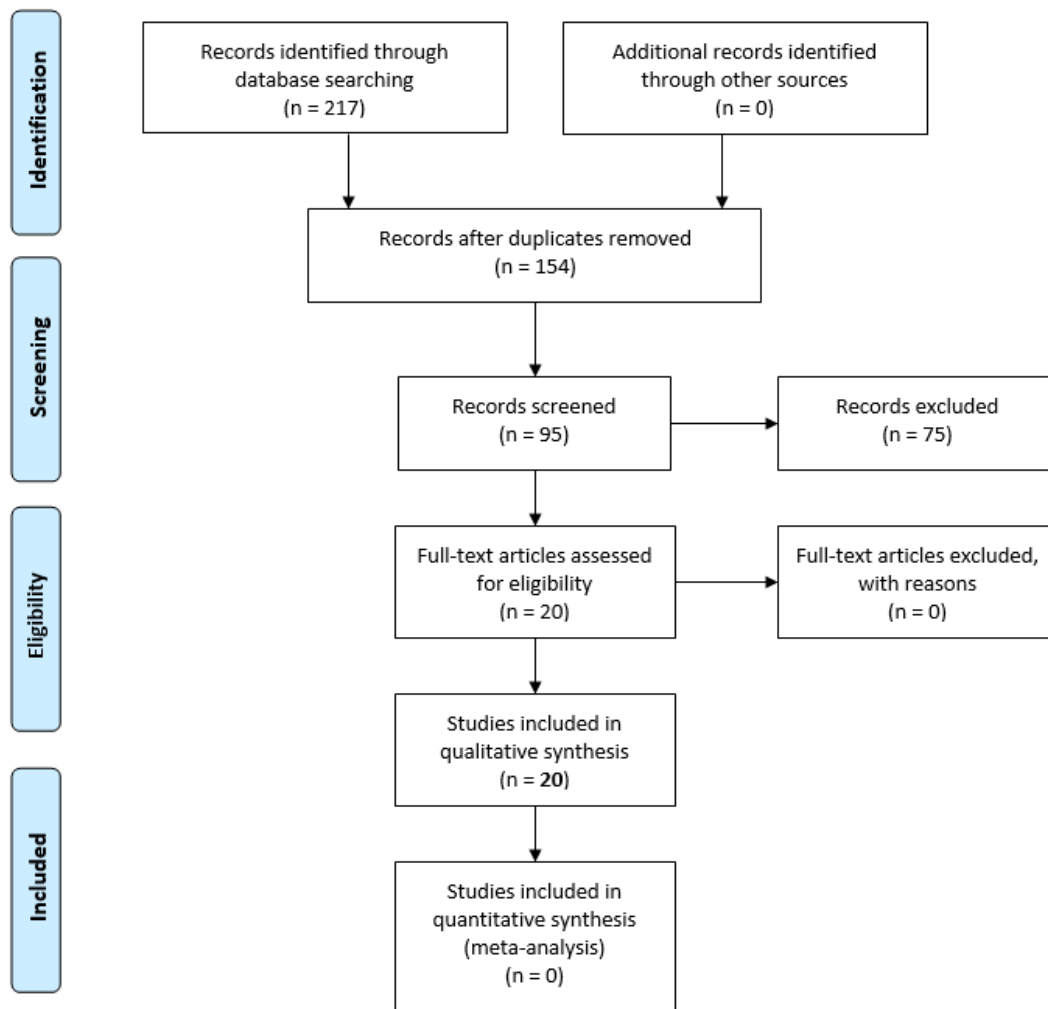 Identification
Records identified through
database searching
(n = 217)
Additional records identified
through other sources
(n = 0)
Records after duplicates removed
(n = 154)
Screening
Records screened
(n = 95)
Records excluded
(n = 75)
Eligibility
Full-text articles assessed
for eligibility
(n = 20)
Full-text articles excluded,
with reasons
(n = 0)
Studies included in
qualitative synthesis
(n = 20)
Included
Studies included in
quantitative synthesis
(meta-analysis)
(n = 0)